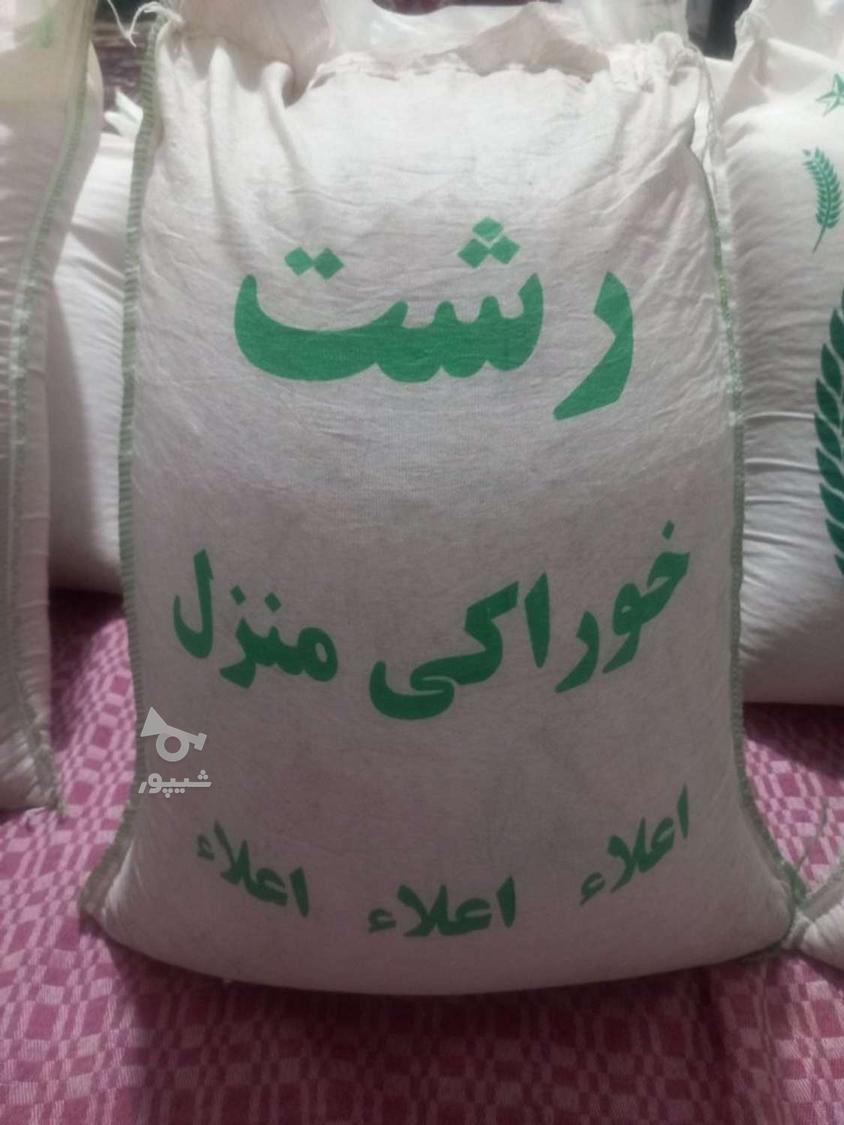 رشت
خوراکی منزل
اعلاء اعلاء اعلاء
شیپور